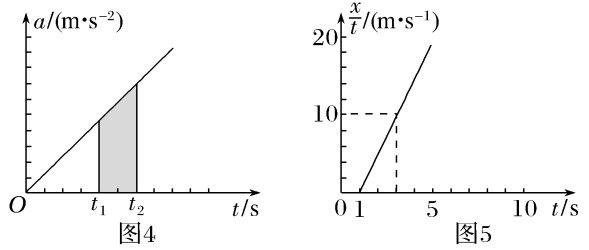 a/(m•s⁻²)
O t₁ t₂ t/s
图4
x/t/(m•s⁻¹)
20
10
0 1 5 10 t/s
图5